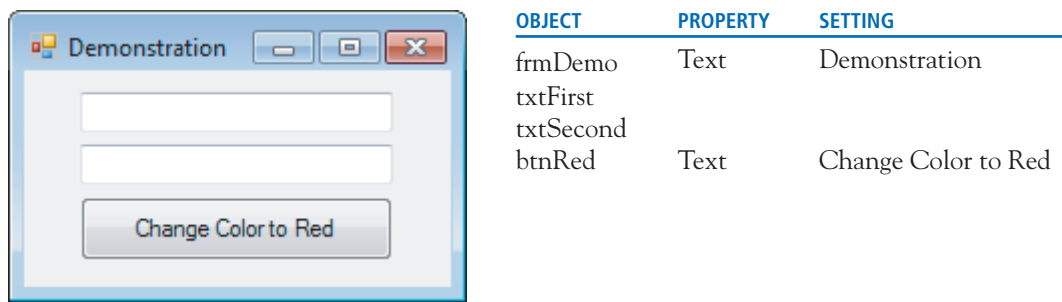 Demonstration
Change Color to Red
OBJECT PROPERTY SETTING
frmDemo Text Demonstration
txtFirst
txtSecond
btnRed Text Change Color to Red